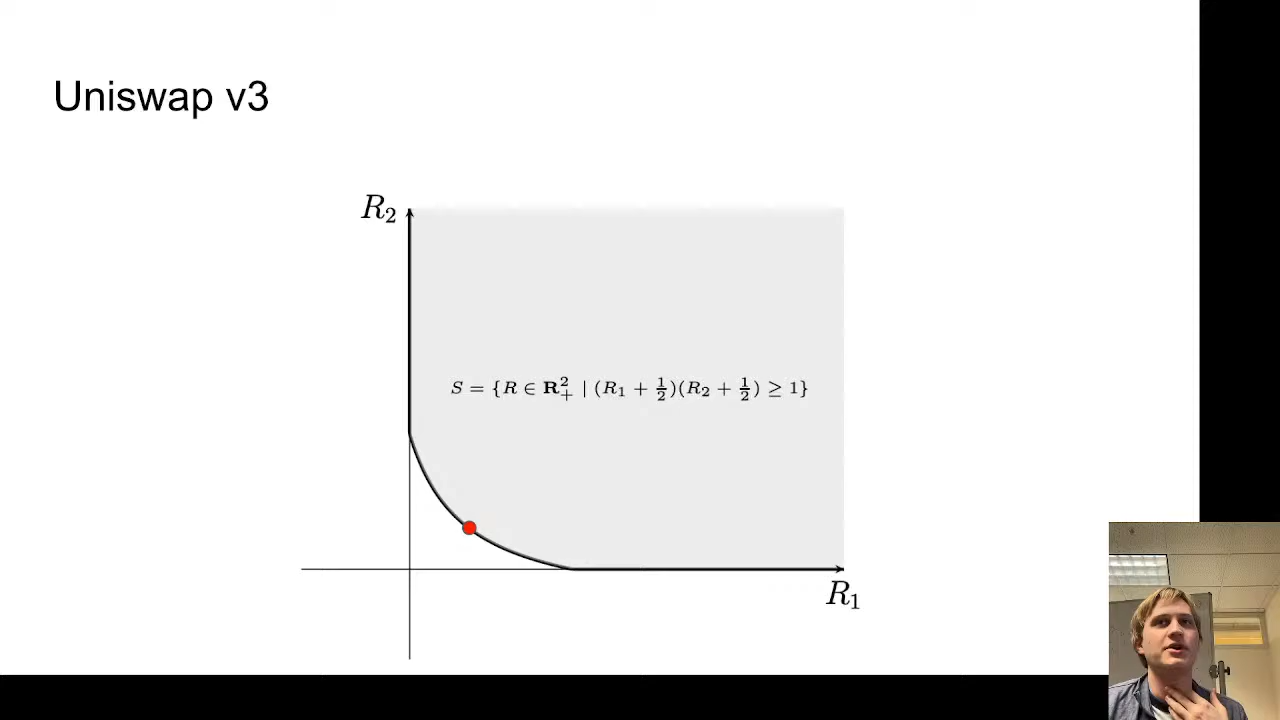 Uniswap v3
R₂
S = {R ∈ 𝐑²₊ | (R₁ + ½)(R₂ + ½) ≥ 1}
R₁